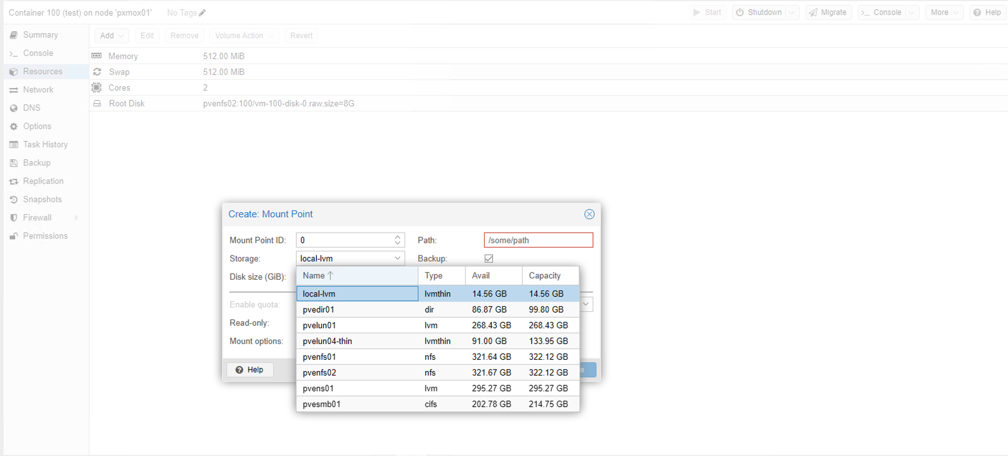 Container 100 (test) on node 'pxmox01' No Tags Start Shutdown Migrate Console More Help
Summary
Console
Resources
Network
DNS
Options
Task History
Backup
Replication
Snapshots
Firewall
Permissions
Add Edit Remove Volume Action Revert
Memory 512.00 MiB
Swap 512.00 MiB
Cores 2
Root Disk pvenfs02:100/vm-100-disk-0.raw,size=8G
Create: Mount Point
Mount Point ID: 0 Path: /some/path
Storage: local-lvm Backup:
Disk size (GiB):
Enable quota:
Read-only:
Mount options:
Help
Name Type Avail Capacity
local-lvm lvmthin 14.56 GB 14.56 GB
pvedir01 dir 86.87 GB 99.80 GB
pvelun01 lvm 268.43 GB 268.43 GB
pvelun04-thin lvmthin 91.00 GB 133.95 GB
pvenfs01 nfs 321.64 GB 322.12 GB
pvenfs02 nfs 321.67 GB 322.12 GB
pvens01 lvm 295.27 GB 295.27 GB
pvesmb01 cifs 202.78 GB 214.75 GB